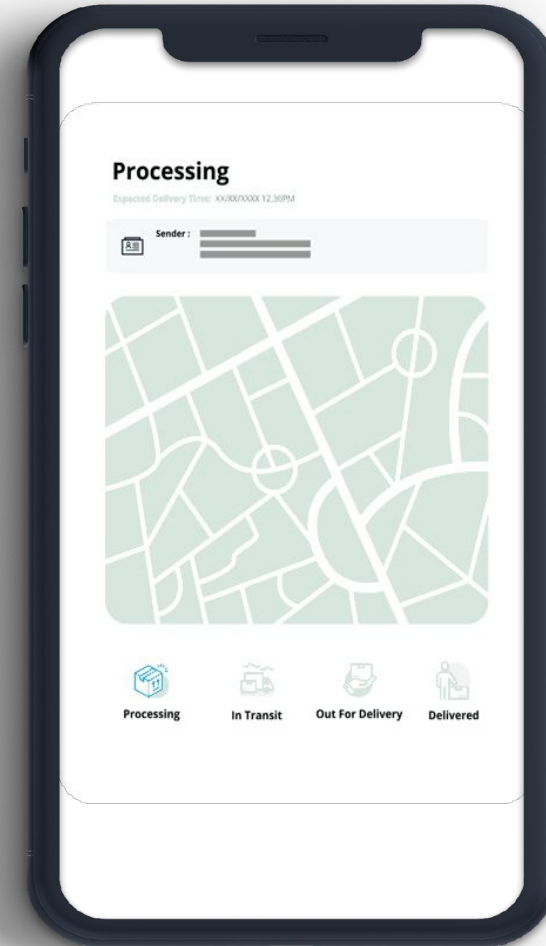 Processing
Expected Delivery Time: XX/XX/XXXX 12.30PM
Sender :
Processing
In Transit
Out For Delivery
Delivered